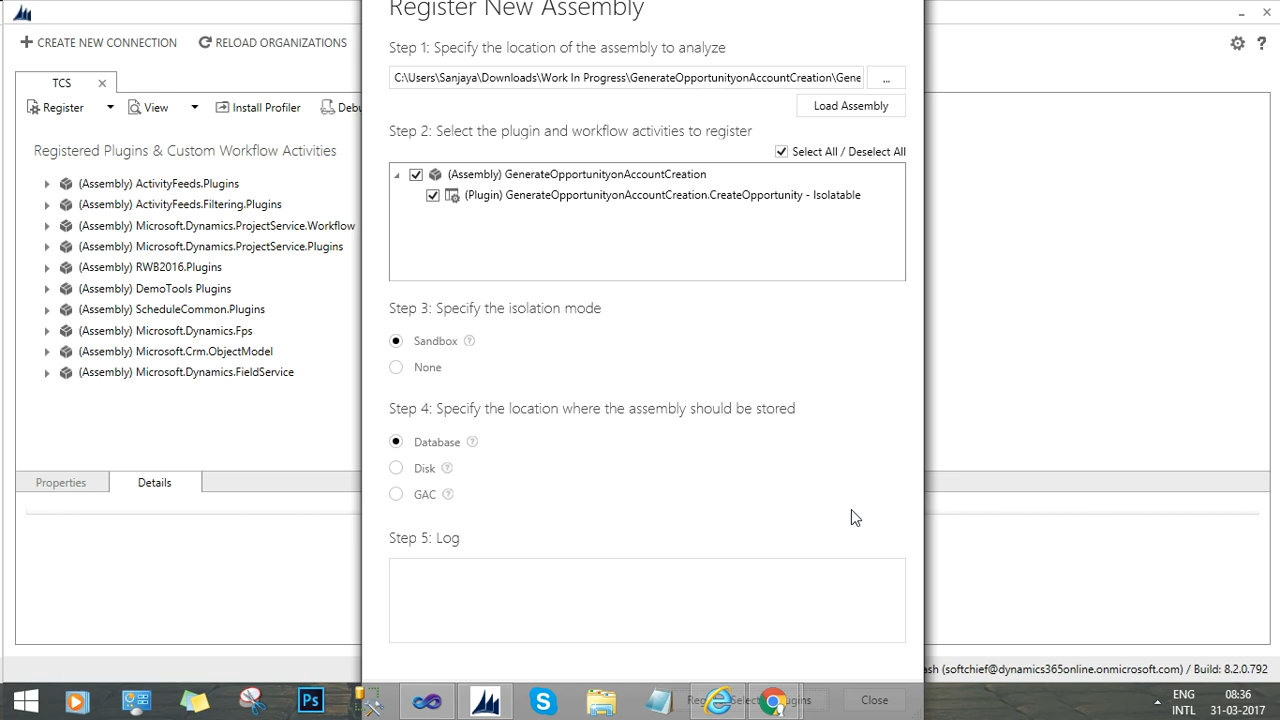 Register New Assembly
CREATE NEW CONNECTION
RELOAD ORGANIZATIONS
Step 1: Specify the location of the assembly to analyze
C:\Users\Sanjaya\Downloads\Work In Progress\GenerateOpportunityonAccountCreation\Gene
...
TCS
Register
View
Install Profiler
Debu
Load Assembly
Step 2: Select the plugin and workflow activities to register
Select All / Deselect All
Registered Plugins & Custom Workflow Activities
(Assembly) GenerateOpportunityonAccountCreation
(Plugin) GenerateOpportunityonAccountCreation.CreateOpportunity - Isolatable
(Assembly) ActivityFeeds.Plugins
(Assembly) ActivityFeeds.Filtering.Plugins
(Assembly) Microsoft.Dynamics.ProjectService.Workflow
(Assembly) Microsoft.Dynamics.ProjectService.Plugins
(Assembly) RWB2016.Plugins
(Assembly) DemoTools Plugins
(Assembly) ScheduleCommon.Plugins
(Assembly) Microsoft.Dynamics.Fps
(Assembly) Microsoft.Crm.ObjectModel
(Assembly) Microsoft.Dynamics.FieldService
Step 3: Specify the isolation mode
Sandbox
None
Step 4: Specify the location where the assembly should be stored
Database
Disk
GAC
Properties
Details
Step 5: Log
ash (softchief@dynamics365online.onmicrosoft.com) / Build: 8.2.0.792
Close
Ps
ENG
INTL
08:36
31-03-2017